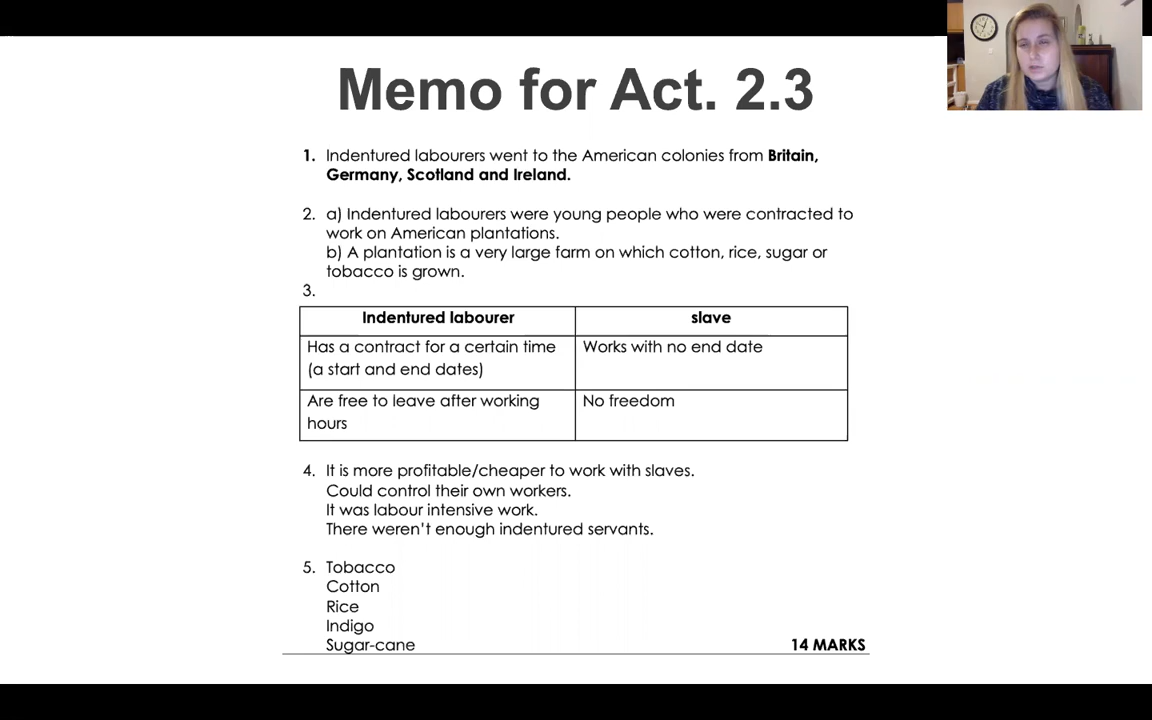 Memo for Act. 2.3
1. Indentured labourers went to the American colonies from Britain,
Germany, Scotland and Ireland.
2. a) Indentured labourers were young people who were contracted to
work on American plantations.
b) A plantation is a very large farm on which cotton, rice, sugar or
tobacco is grown.
3.
Indentured labourer slave
Has a contract for a certain time Works with no end date
(a start and end dates)
Are free to leave after working No freedom
hours
4. It is more profitable/cheaper to work with slaves.
Could control their own workers.
It was labour intensive work.
There weren't enough indentured servants.
5. Tobacco
Cotton
Rice
Indigo
Sugar-cane 14 MARKS